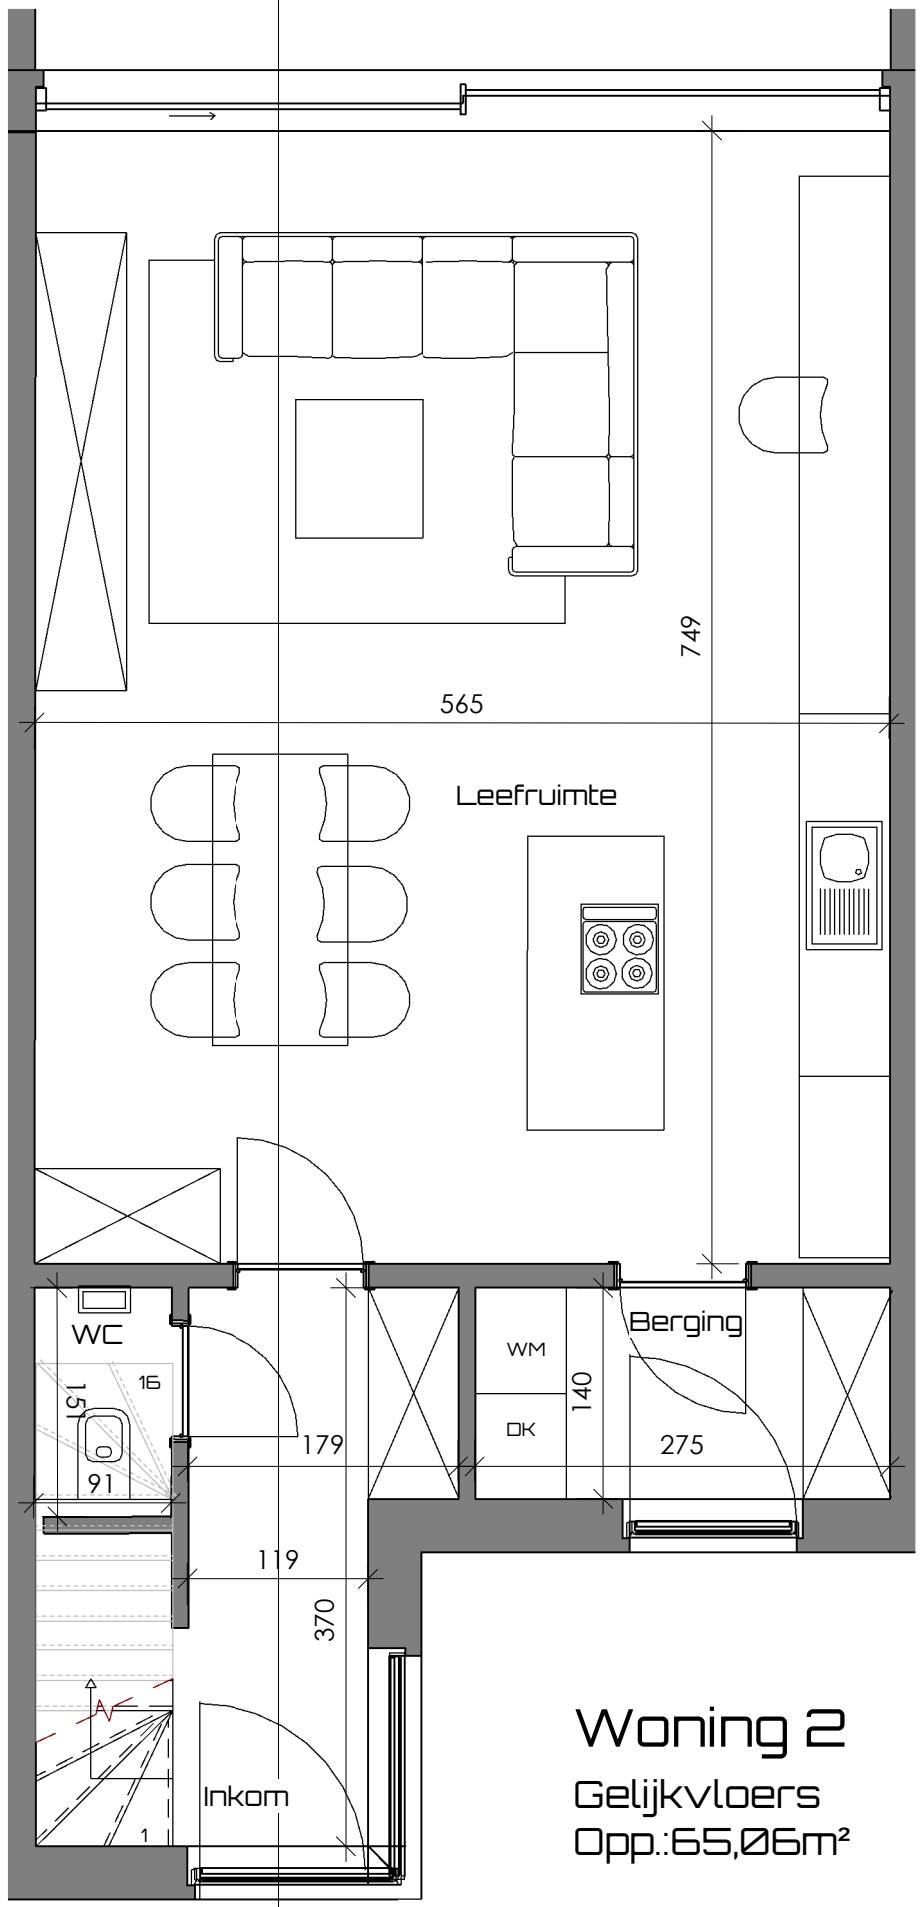 749
565
Leefruimte
WC
Berging
WM
16
151
140
DK
179
275
91
119
370
Woning 2
Inkom
Gelijkvloers
1
Opp.:65,06m²